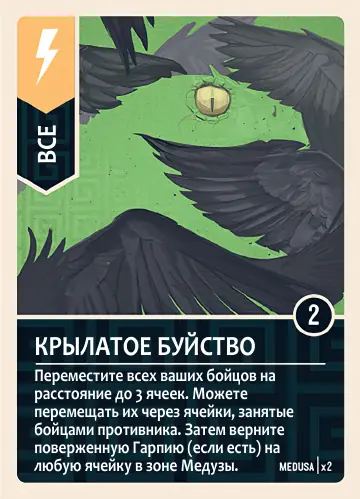 ВСЕ
2
КРЫЛАТОЕ БУЙСТВО
Переместите всех ваших бойцов на
расстояние до 3 ячеек. Можете
перемещать их через ячейки, занятые
бойцами противника. Затем верните
поверженную Гарпию (если есть) на
любую ячейку в зоне Медузы.
MEDUSA | x2